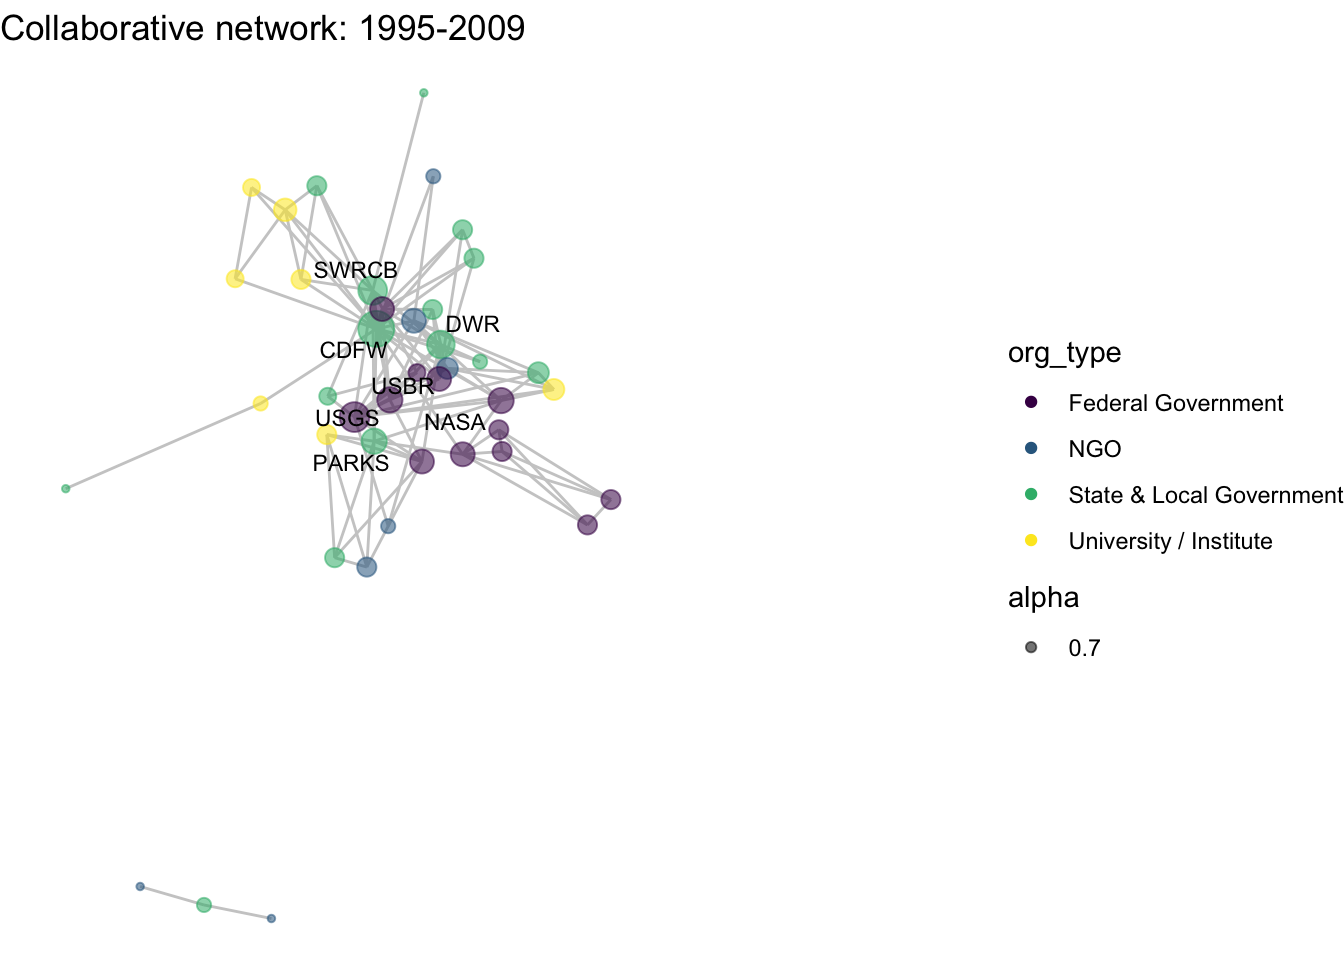 Collaborative network: 1995-2009
SWRCB
DWR
CDFW
USBR
USGS
NASA
PARKS
org_type
Federal Government
NGO
State & Local Government
University / Institute
alpha
0.7